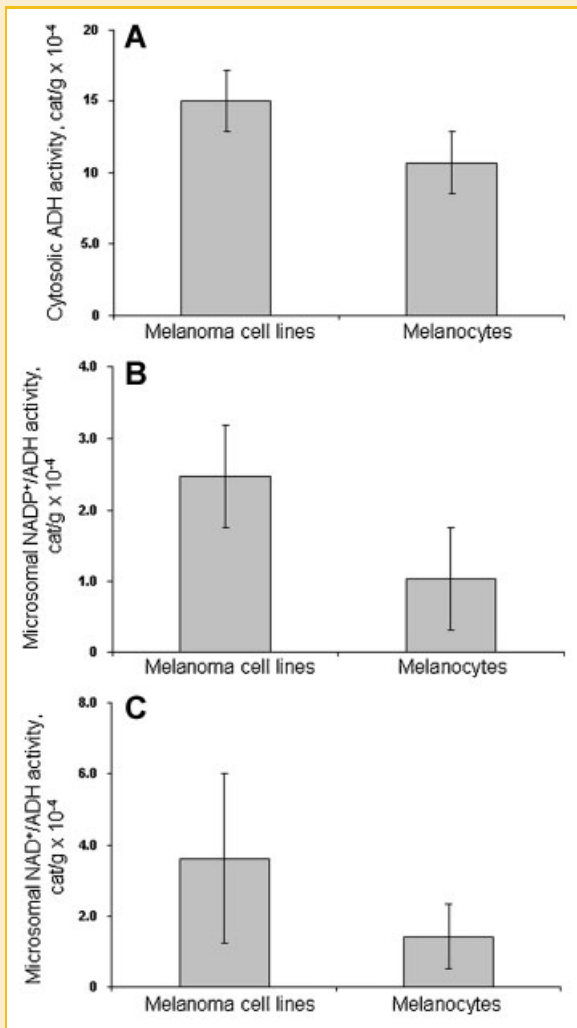 A
Cytosolic ADH activity, cat/g x 10⁻⁴
20
15
10
5.0
0
Melanoma cell lines
Melanocytes
B
Microsomal NADP⁺/ADH activity,
cat/g x 10⁻⁴
4.0
3.0
2.0
1.0
0
Melanoma cell lines
Melanocytes
C
Microsomal NAD⁺/ADH activity,
cat/g x 10⁻⁴
8.0
6.0
4.0
2.0
0
Melanoma cell lines
Melanocytes